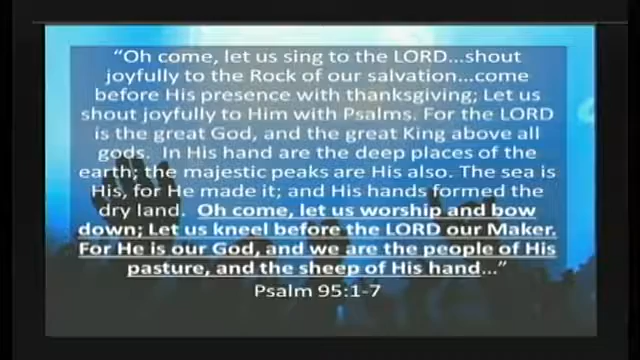 “Oh come, let us sing to the LORD...shout
joyfully to the Rock of our salvation...come
before His presence with thanksgiving; Let us
shout joyfully to Him with Psalms. For the LORD
is the great God, and the great King above all
gods. In His hand are the deep places of the
earth; the majestic peaks are His also. The sea is
His, for He made it; and His hands formed the
dry land. Oh come, let us worship and bow
down; Let us kneel before the LORD our Maker.
For He is our God, and we are the people of His
pasture, and the sheep of His hand...”
Psalm 95:1-7